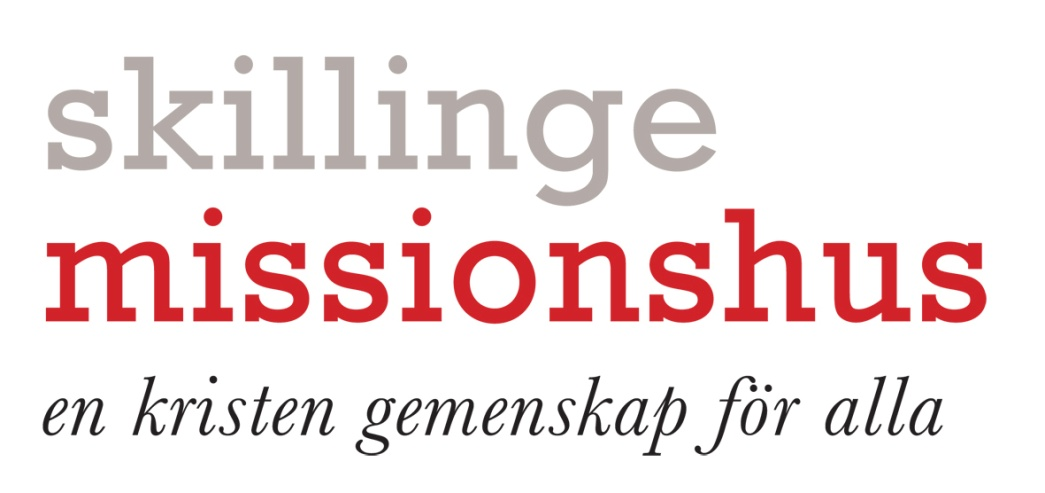 skillinge
missionshus
en kristen gemenskap för alla